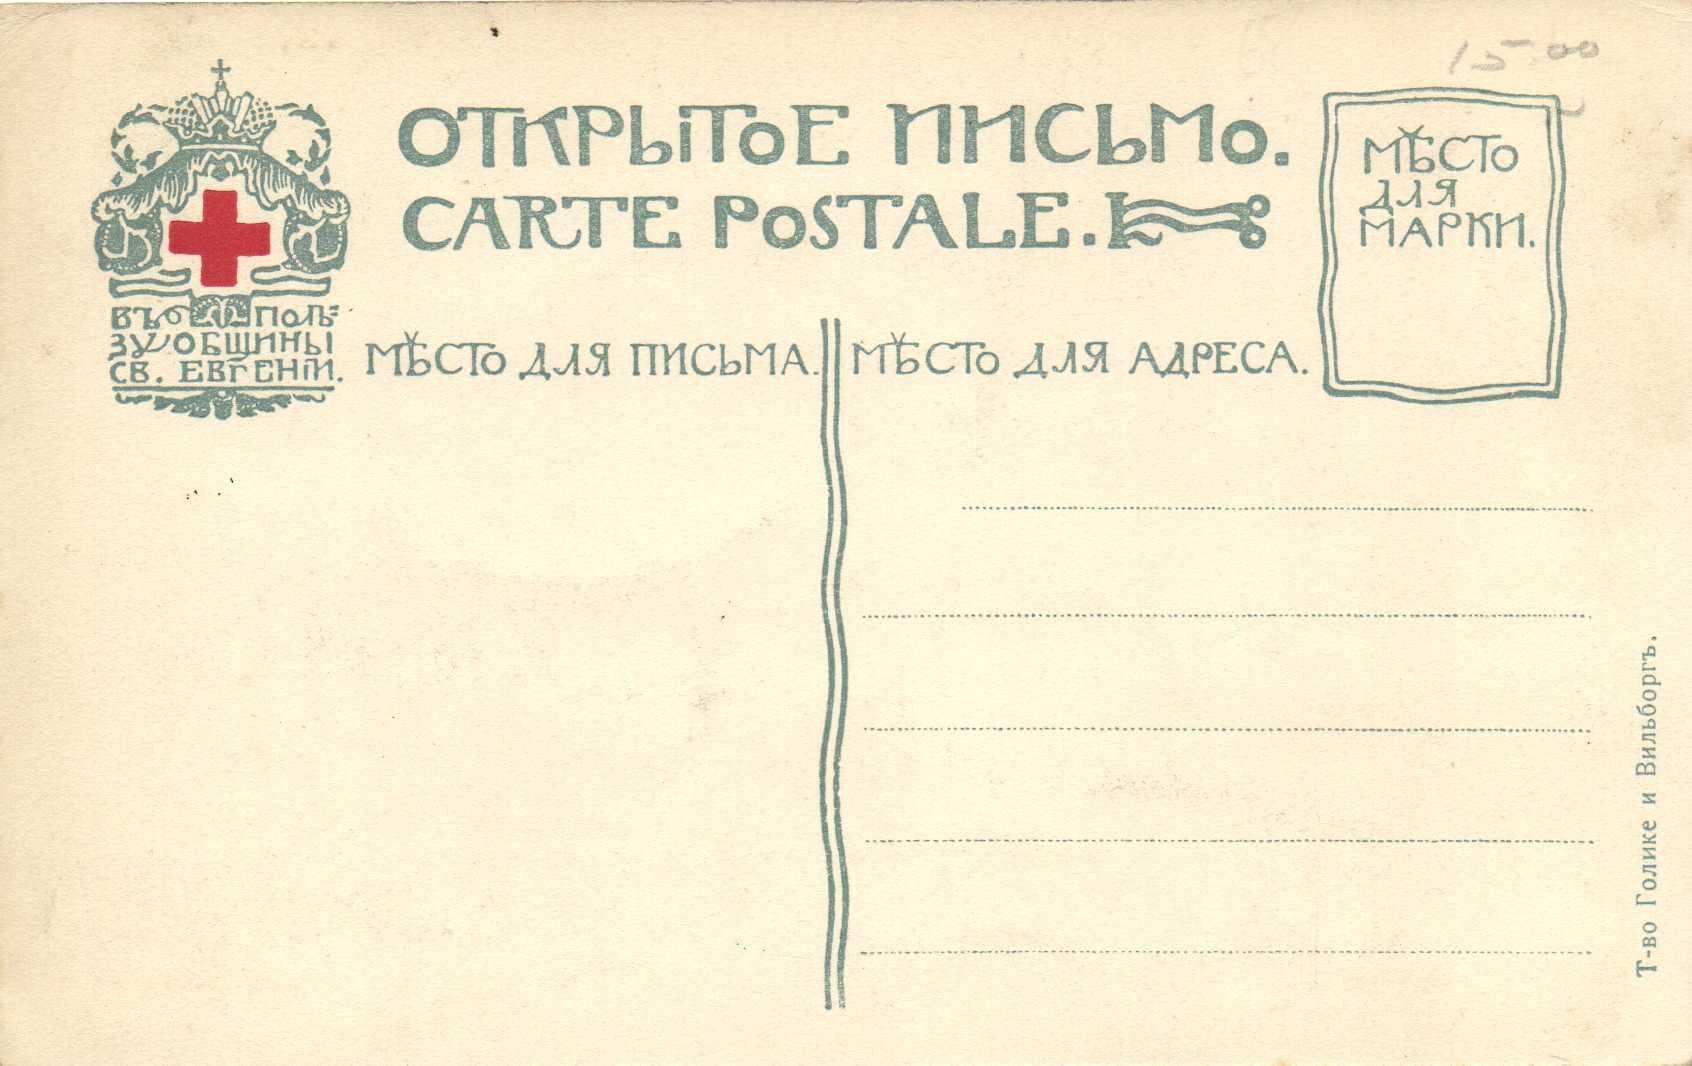 15.00
ОТКРЫТОЕ ПИСЬМО.
CARTE POSTALE.
МѢСТО
ДЛЯ
МАРКИ.
ВЪ ПОЛЬ=
ЗУ ОБЩИНЫ
СВ. ЕВГЕНІИ.
МѢСТО ДЛЯ ПИСЬМА.
МѢСТО ДЛЯ АДРЕСА.
Т-во Голике и Вильборгъ.